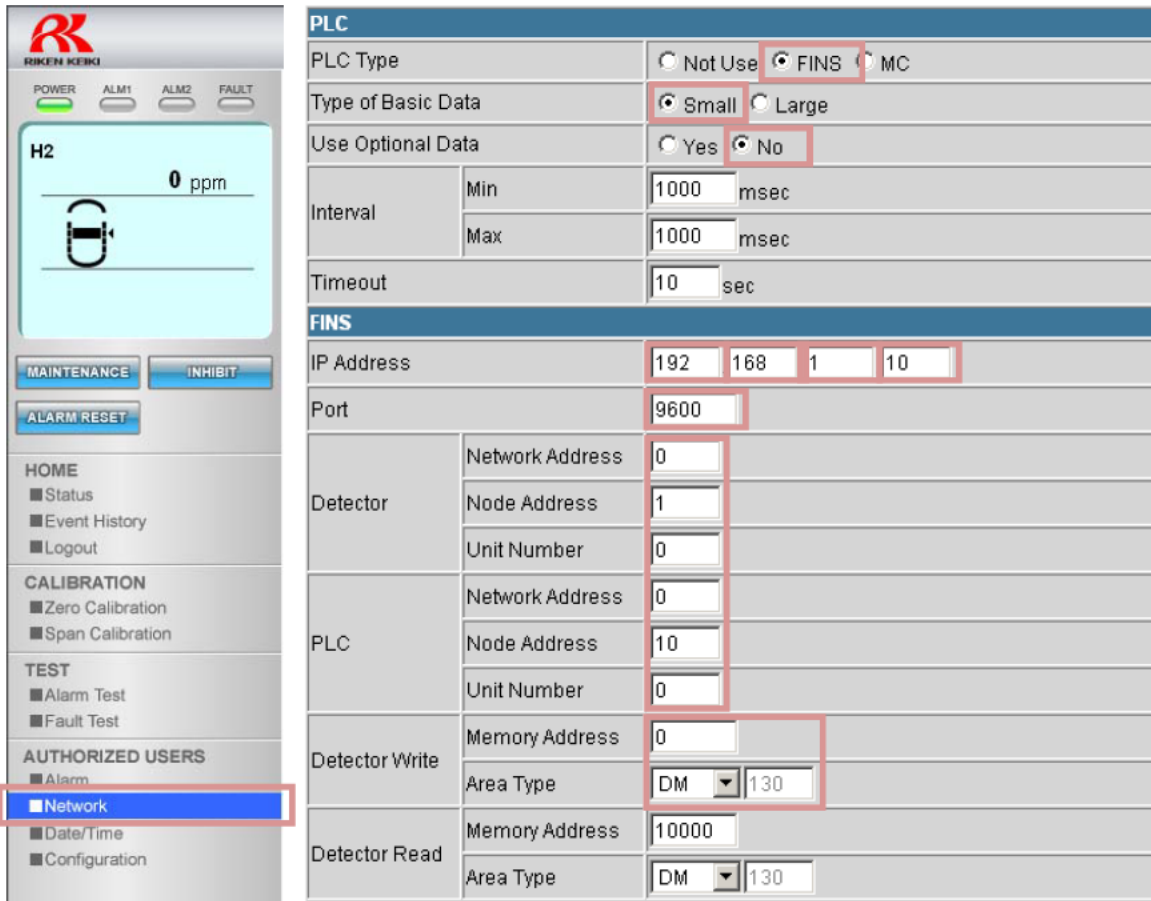 RIKEN KEIKI
POWER ALM1 ALM2 FAULT
H2
0 ppm
MAINTENANCE INHIBIT
ALARM RESET
HOME
Status
Event History
Logout
CALIBRATION
Zero Calibration
Span Calibration
TEST
Alarm Test
Fault Test
AUTHORIZED USERS
Alarm
Network
Date/Time
Configuration
PLC
PLC Type Not Use FINS MC
Type of Basic Data Small Large
Use Optional Data Yes No
Interval
Min 1000 msec
Max 1000 msec
Timeout 10 sec
FINS
IP Address 192 168 1 10
Port 9600
Detector
Network Address 0
Node Address 1
Unit Number 0
PLC
Network Address 0
Node Address 10
Unit Number 0
Detector Write
Memory Address 0
Area Type DM 130
Detector Read
Memory Address 10000
Area Type DM 130